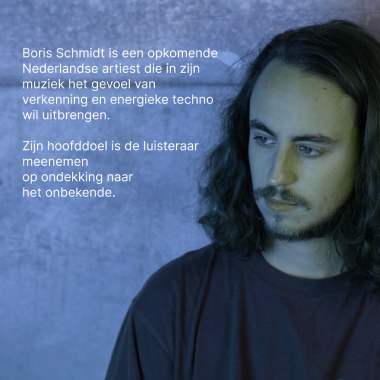 Boris Schmidt is een opkomende
Nederlandse artiest die in zijn
muziek het gevoel van
verkenning en energieke techno
wil uitbrengen.
Zijn hoofddoel is de luisteraar
meenemen
op ondekking naar
het onbekende.